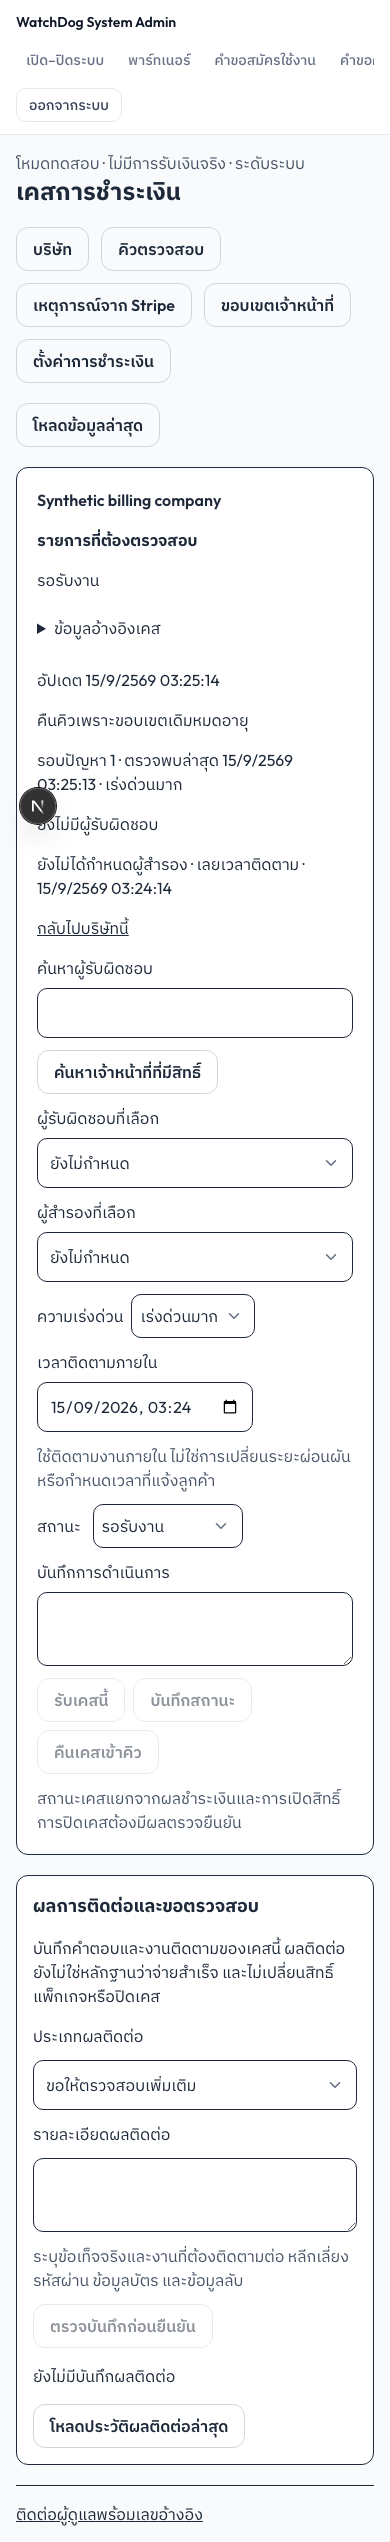 WatchDog System Admin
เปิด-ปิดระบบ พาร์ทเนอร์ คำขอสมัครใช้งาน
ออกจากระบบ
โหมดทดสอบ · ไม่มีการรับเงินจริง · ระดับระบบ
เคสการชำระเงิน
บริษัท คิวตรวจสอบ
เหตุการณ์จาก Stripe ขอบเขตเจ้าหน้าที่
ตั้งค่าการชำระเงิน
โหลดข้อมูลล่าสุด
Synthetic billing company
รายการที่ต้องตรวจสอบ
รอรับงาน
ข้อมูลอ้างอิงเคส
อัปเดต 15/9/2569 03:25:14
คืนคิวเพราะขอบเขตเดิมหมดอายุ
รอบปัญหา 1 · ตรวจพบล่าสุด 15/9/2569
03:25:13 · เร่งด่วนมาก
N
ยังไม่มีผู้รับผิดชอบ
ยังไม่ได้กำหนดผู้สำรอง · เลยเวลาติดตาม ·
15/9/2569 03:24:14
กลับไปบริษัทนี้
ค้นหาผู้รับผิดชอบ
ค้นหาเจ้าหน้าที่ที่มีสิทธิ์
ผู้รับผิดชอบที่เลือก
ยังไม่กำหนด
ผู้สำรองที่เลือก
ยังไม่กำหนด
ความเร่งด่วน เร่งด่วนมาก
เวลาติดตามภายใน
15/09/2026, 03:24
ใช้ติดตามงานภายใน ไม่ใช่การเปลี่ยนระยะผ่อนผัน
หรือกำหนดเวลาที่แจ้งลูกค้า
สถานะ รอรับงาน
บันทึกการดำเนินการ
รับเคสนี้ บันทึกสถานะ
คืนเคสเข้าคิว
สถานะเคสแยกจากผลชำระเงินและการเปิดสิทธิ์
การปิดเคสต้องมีผลตรวจยืนยัน
ผลการติดต่อและขอตรวจสอบ
บันทึกคำตอบและงานติดตามของเคสนี้ ผลติดต่อ
ยังไม่ใช่หลักฐานว่าจ่ายสำเร็จ และไม่เปลี่ยนสิทธิ์
แพ็กเกจหรือปิดเคส
ประเภทผลติดต่อ
ขอให้ตรวจสอบเพิ่มเติม
รายละเอียดผลติดต่อ
ระบุข้อเท็จจริงและงานที่ต้องติดตามต่อ หลีกเลี่ยง
รหัสผ่าน ข้อมูลบัตร และข้อมูลลับ
ตรวจบันทึกก่อนยืนยัน
ยังไม่มีบันทึกผลติดต่อ
โหลดประวัติผลติดต่อล่าสุด
ติดต่อผู้ดูแลพร้อมเลขอ้างอิง